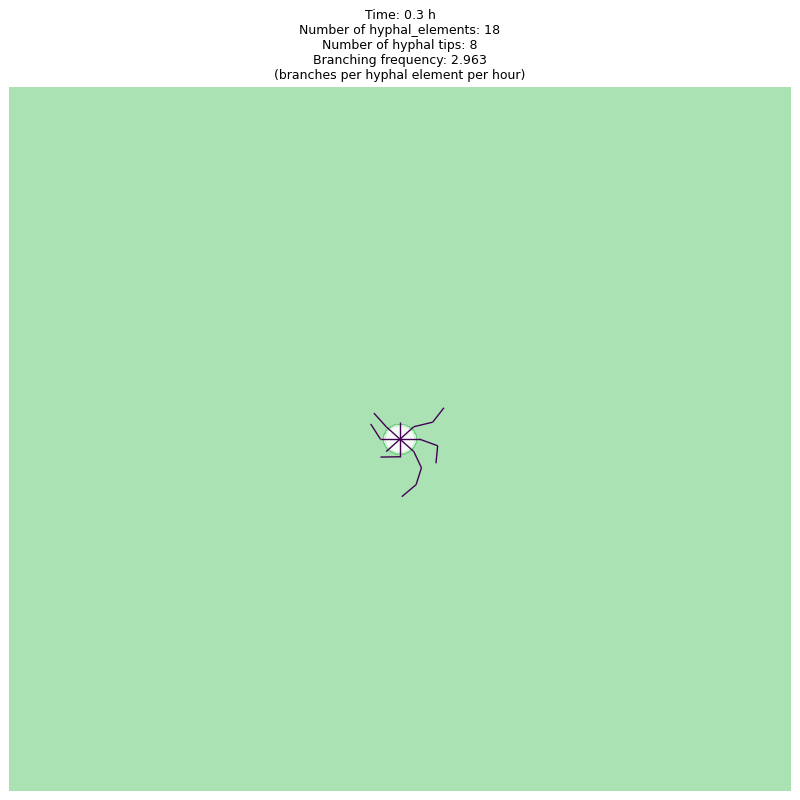 Time: 0.3 h
Number of hyphal_elements: 18
Number of hyphal tips: 8
Branching frequency: 2.963
(branches per hyphal element per hour)